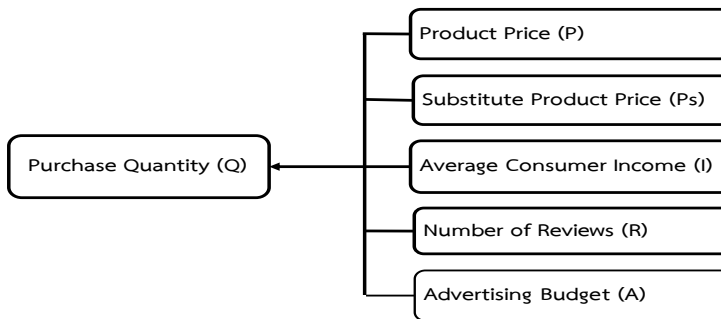 Product Price (P)
Substitute Product Price (Ps)
Purchase Quantity (Q)
Average Consumer Income (I)
Number of Reviews (R)
Advertising Budget (A)